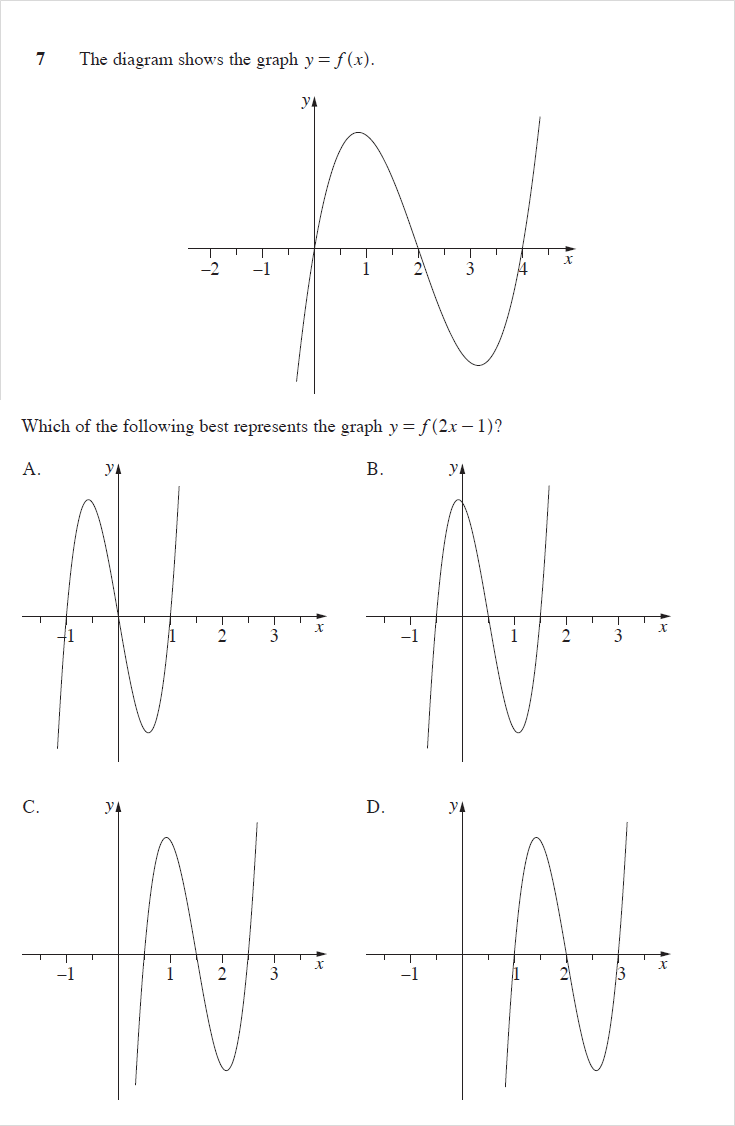 7 The diagram shows the graph y = f(x).
y
–2 –1 1 2 3 4 x
Which of the following best represents the graph y = f(2x – 1)?
A. y
–1 1 2 3 x
B. y
–1 1 2 3 x
C. y
–1 1 2 3 x
D. y
–1 1 2 3 x